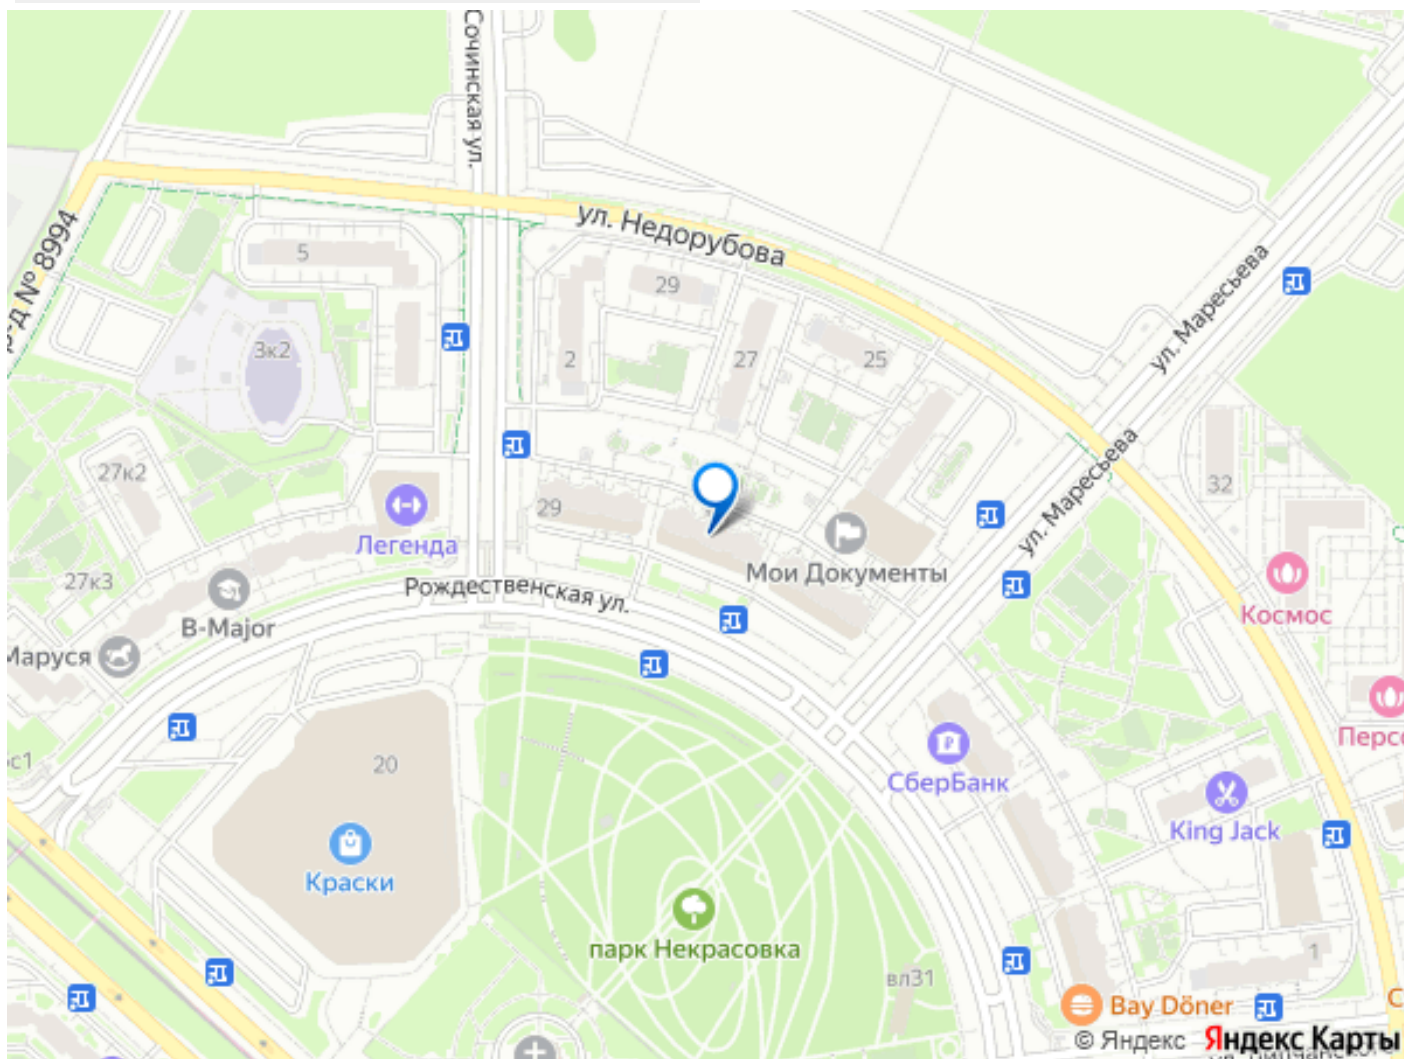 Сочинская ул.
ул. Недорубова
р-д № 8994
5
29
ул. Маресьева
3к2
2
27
25
27к2
29
32
ул. Маресьева
Легенда
Мои Документы
27к3
Рождественская ул.
Космос
B-Major
Маруся
Персо
с1
20
СберБанк
King Jack
Краски
парк Некрасовка
вл31
1
Bay Döner
С
© Яндекс Яндекс Карты